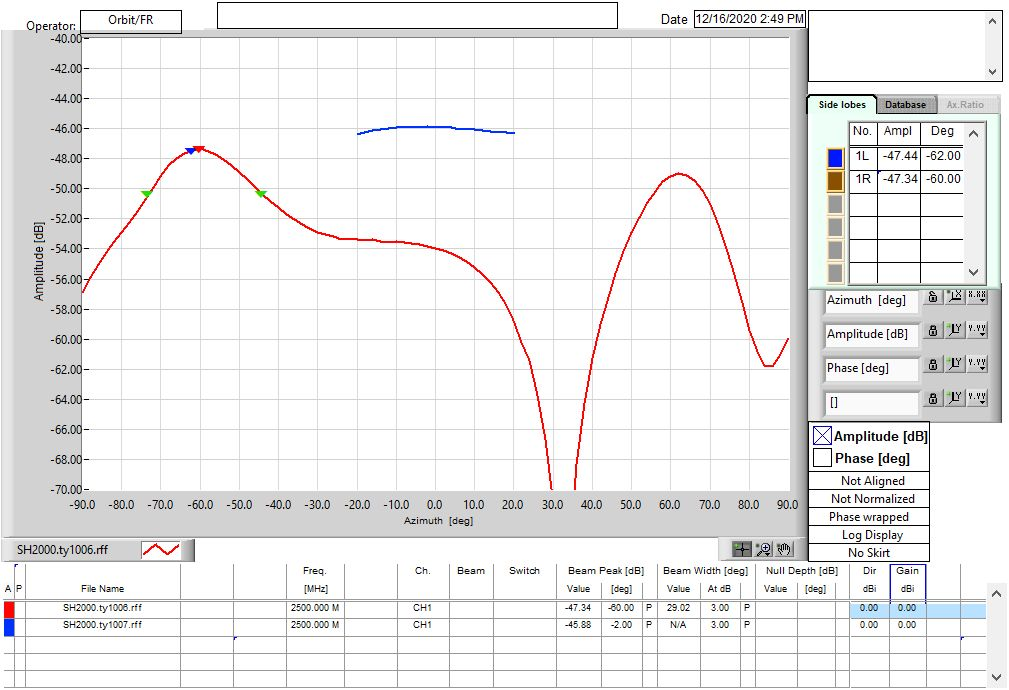 Operator: Orbit/FR
Date 12/16/2020 2:49 PM
-40.00
-42.00
-44.00
-46.00
-48.00
-50.00
-52.00
-54.00
-56.00
-58.00
-60.00
-62.00
-64.00
-66.00
-68.00
-70.00
Amplitude [dB]
-90.0 -80.0 -70.0 -60.0 -50.0 -40.0 -30.0 -20.0 -10.0 0.0 10.0 20.0 30.0 40.0 50.0 60.0 70.0 80.0 90.0
Azimuth [deg]
Side lobes Database Ax.Ratio
No. Ampl Deg
1L -47.44 -62.00
1R -47.34 -60.00
Azimuth [deg]
Amplitude [dB]
Phase [deg]
[]
Amplitude [dB]
Phase [deg]
Not Aligned
Not Normalized
Phase wrapped
Log Display
No Skirt
SH2000.ty1006.rff
Freq. Ch. Beam Switch Beam Peak [dB] Beam Width [deg] Null Depth [dB] Dir Gain
A P File Name [MHz] Value [deg] Value At dB Value [deg] dBi dBi
SH2000.ty1006.rff 2500.000 M CH1 -47.34 -60.00 P 29.02 3.00 P 0.00 0.00
SH2000.ty1007.rff 2500.000 M CH1 -45.88 -2.00 P N/A 3.00 P 0.00 0.00